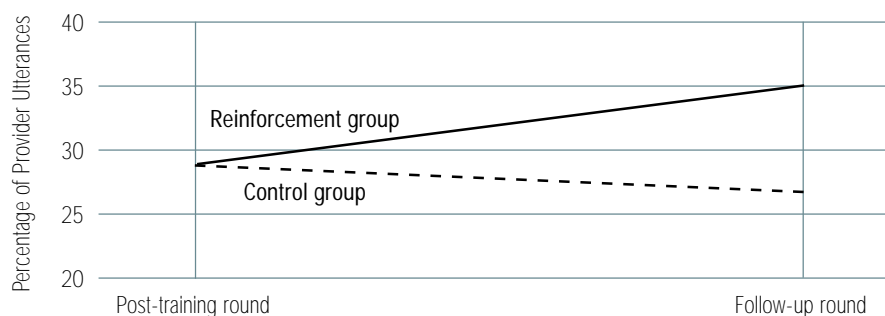 Percentage of Provider Utterances
40
35
30
25
20
Reinforcement group
Control group
Post-training round
Follow-up round